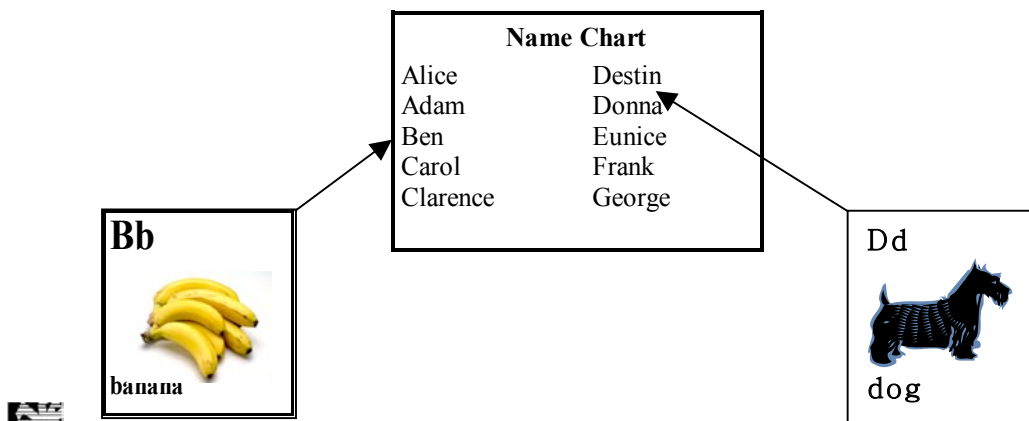 Name Chart
Alice Destin
Adam Donna
Ben Eunice
Carol Frank
Clarence George
Bb
banana
Dd
dog